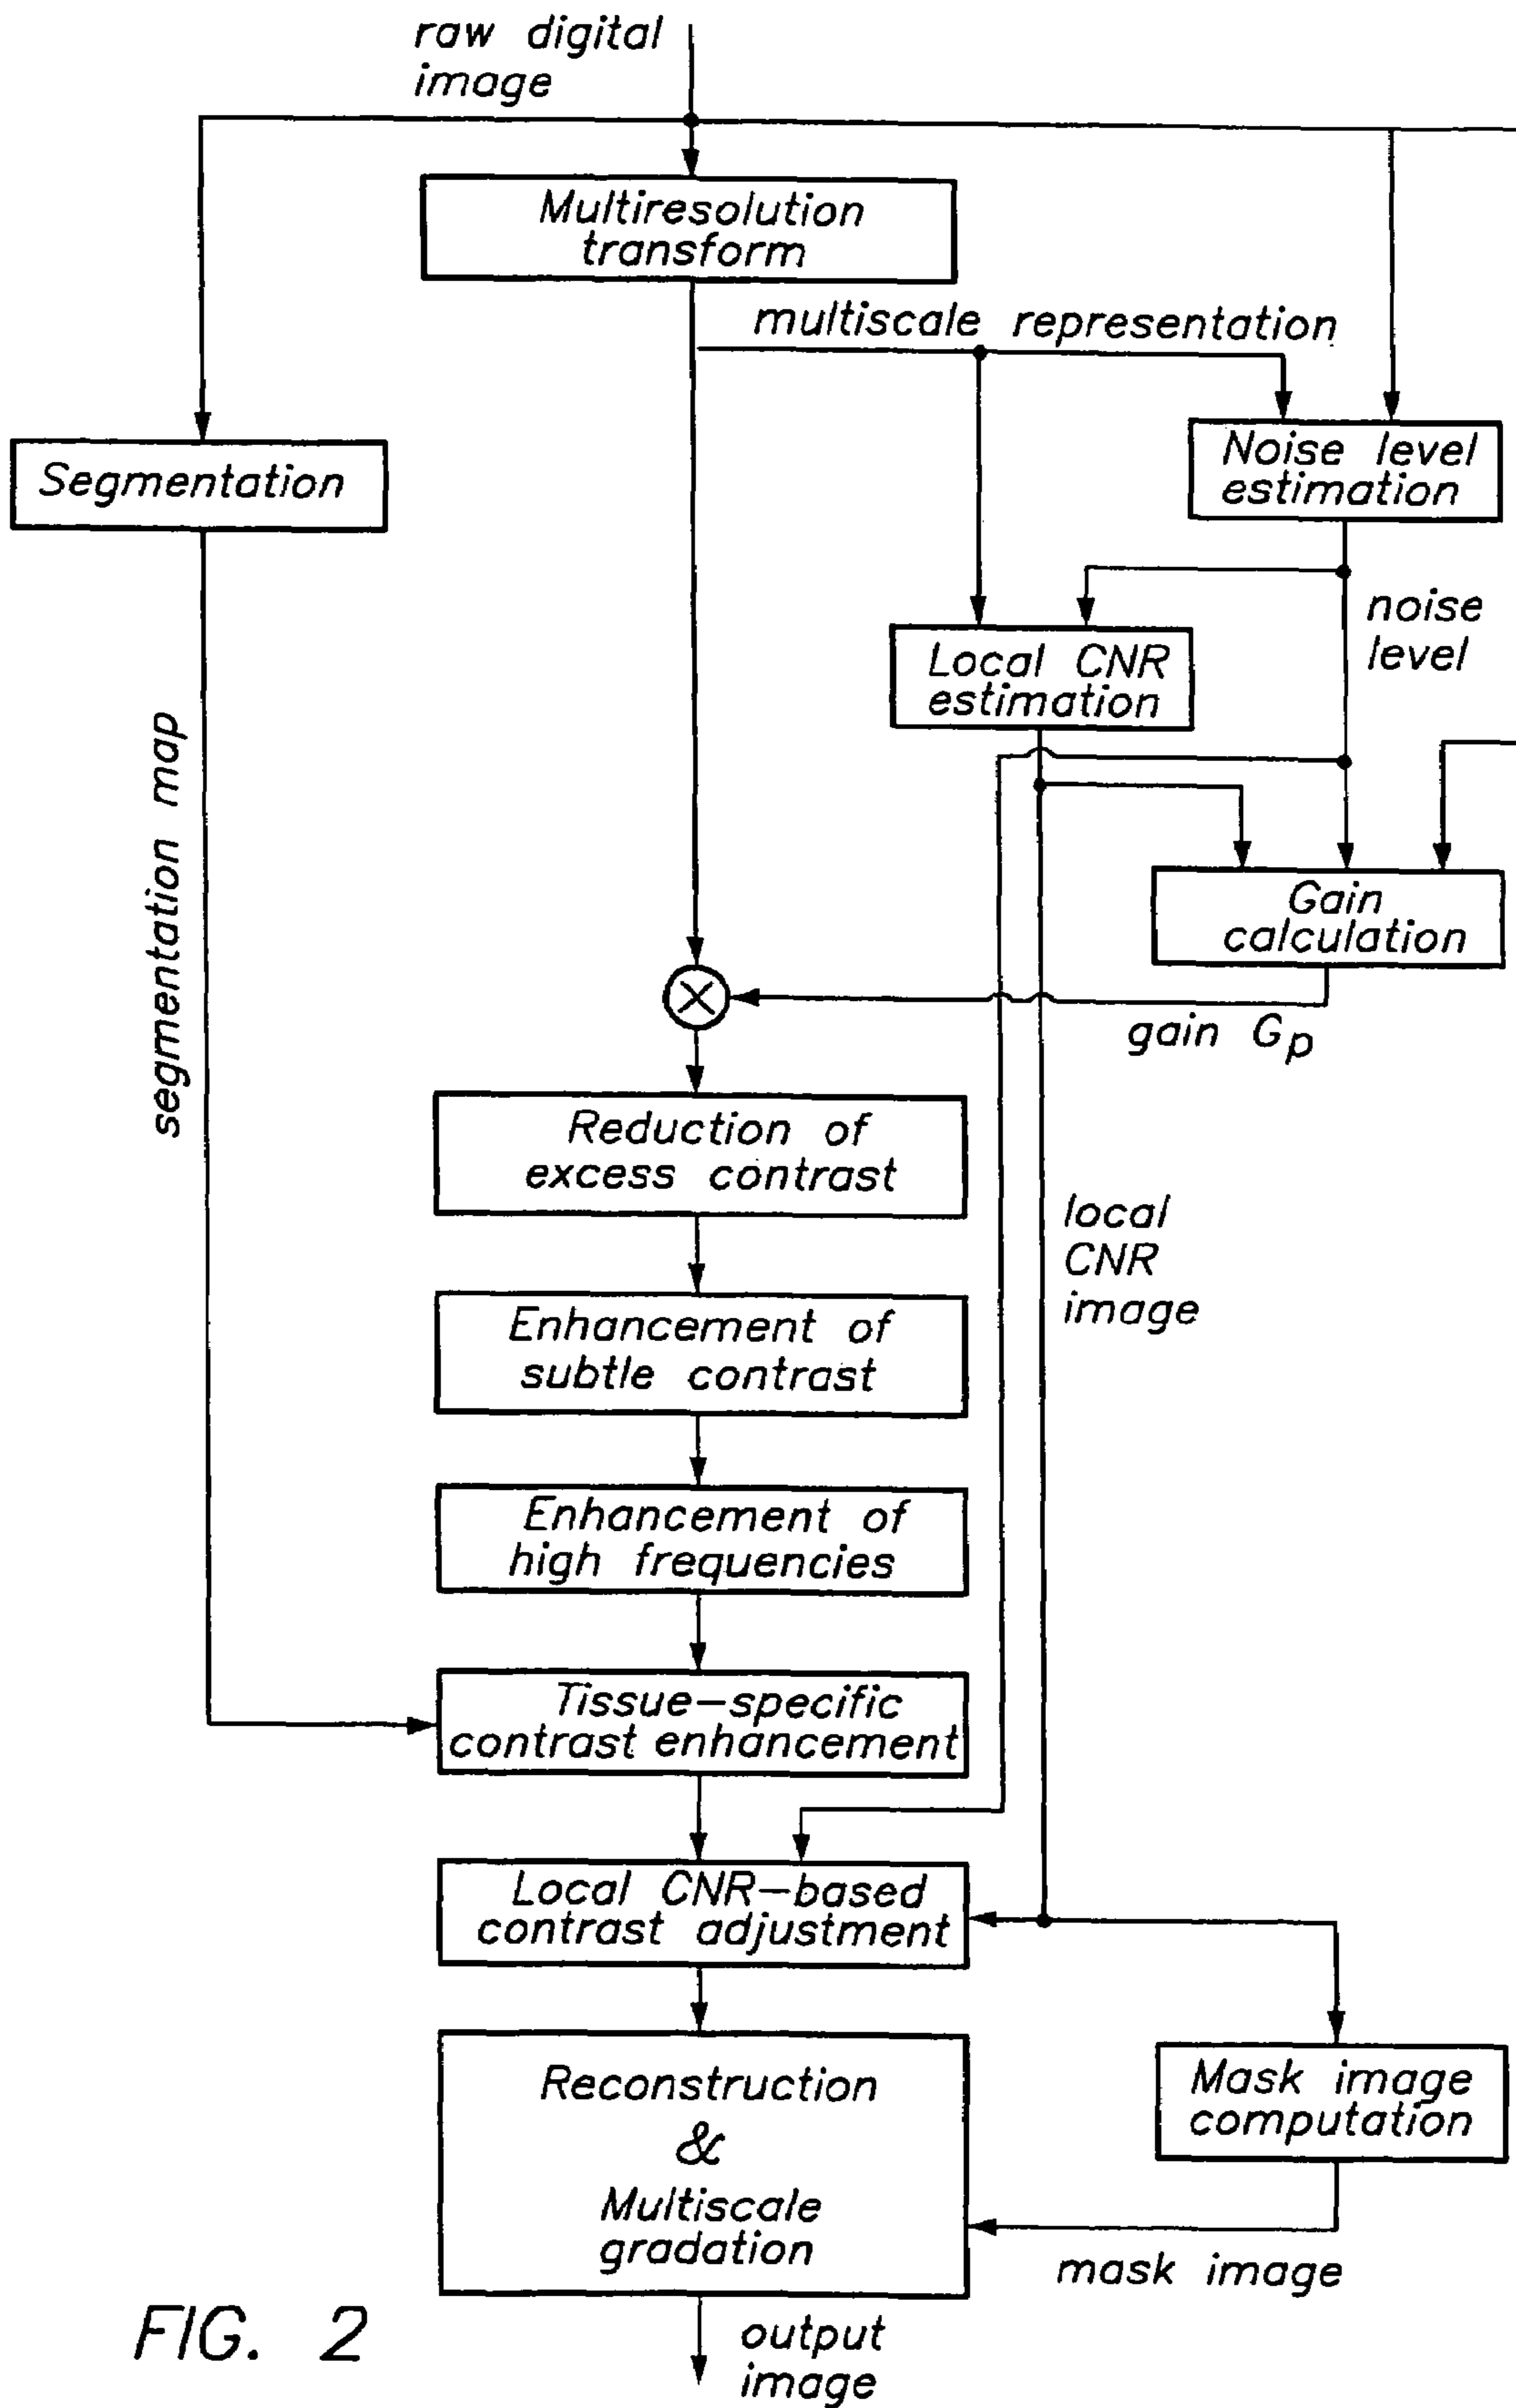 raw digital
image
Multiresolution
transform
multiscale representation
Segmentation
Noise level
estimation
noise
level
Local CNR
estimation
segmentation map
Gain
calculation
gain Gp
Reduction of
excess contrast
local
CNR
image
Enhancement of
subtle contrast
Enhancement of
high frequencies
Tissue-specific
contrast enhancement
Local CNR-based
contrast adjustment
Reconstruction
&
Multiscale
gradation
Mask image
computation
mask image
FIG. 2
output
image